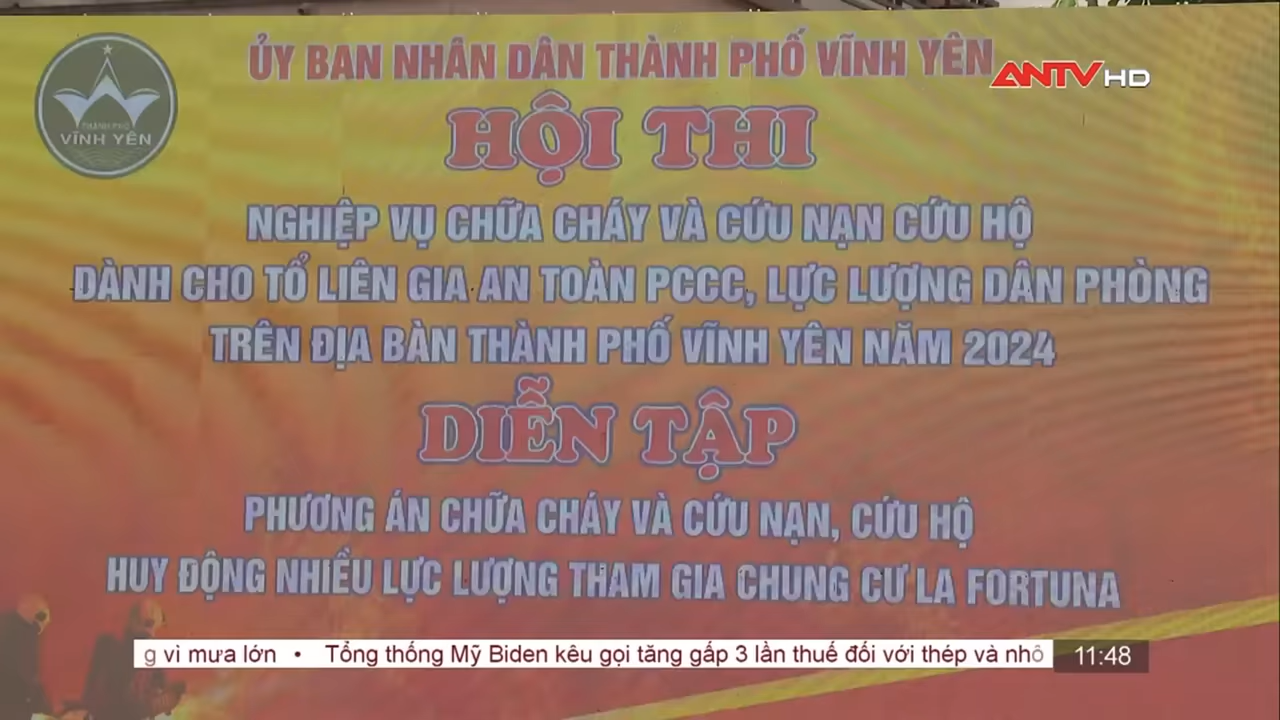 ỦY BAN NHÂN DÂN THÀNH PHỐ VĨNH YÊN
ANTV HD
THÀNH PHỐ
VĨNH YÊN
HỘI THI
NGHIỆP VỤ CHỮA CHÁY VÀ CỨU NẠN CỨU HỘ
DÀNH CHO TỔ LIÊN GIA AN TOÀN PCCC, LỰC LƯỢNG DÂN PHÒNG
TRÊN ĐỊA BÀN THÀNH PHỐ VĨNH YÊN NĂM 2024
DIỄN TẬP
PHƯƠNG ÁN CHỮA CHÁY VÀ CỨU NẠN, CỨU HỘ
HUY ĐỘNG NHIỀU LỰC LƯỢNG THAM GIA CHUNG CƯ LA FORTUNA
g vì mưa lớn • Tổng thống Mỹ Biden kêu gọi tăng gấp 3 lần thuế đối với thép và nhô
11:48